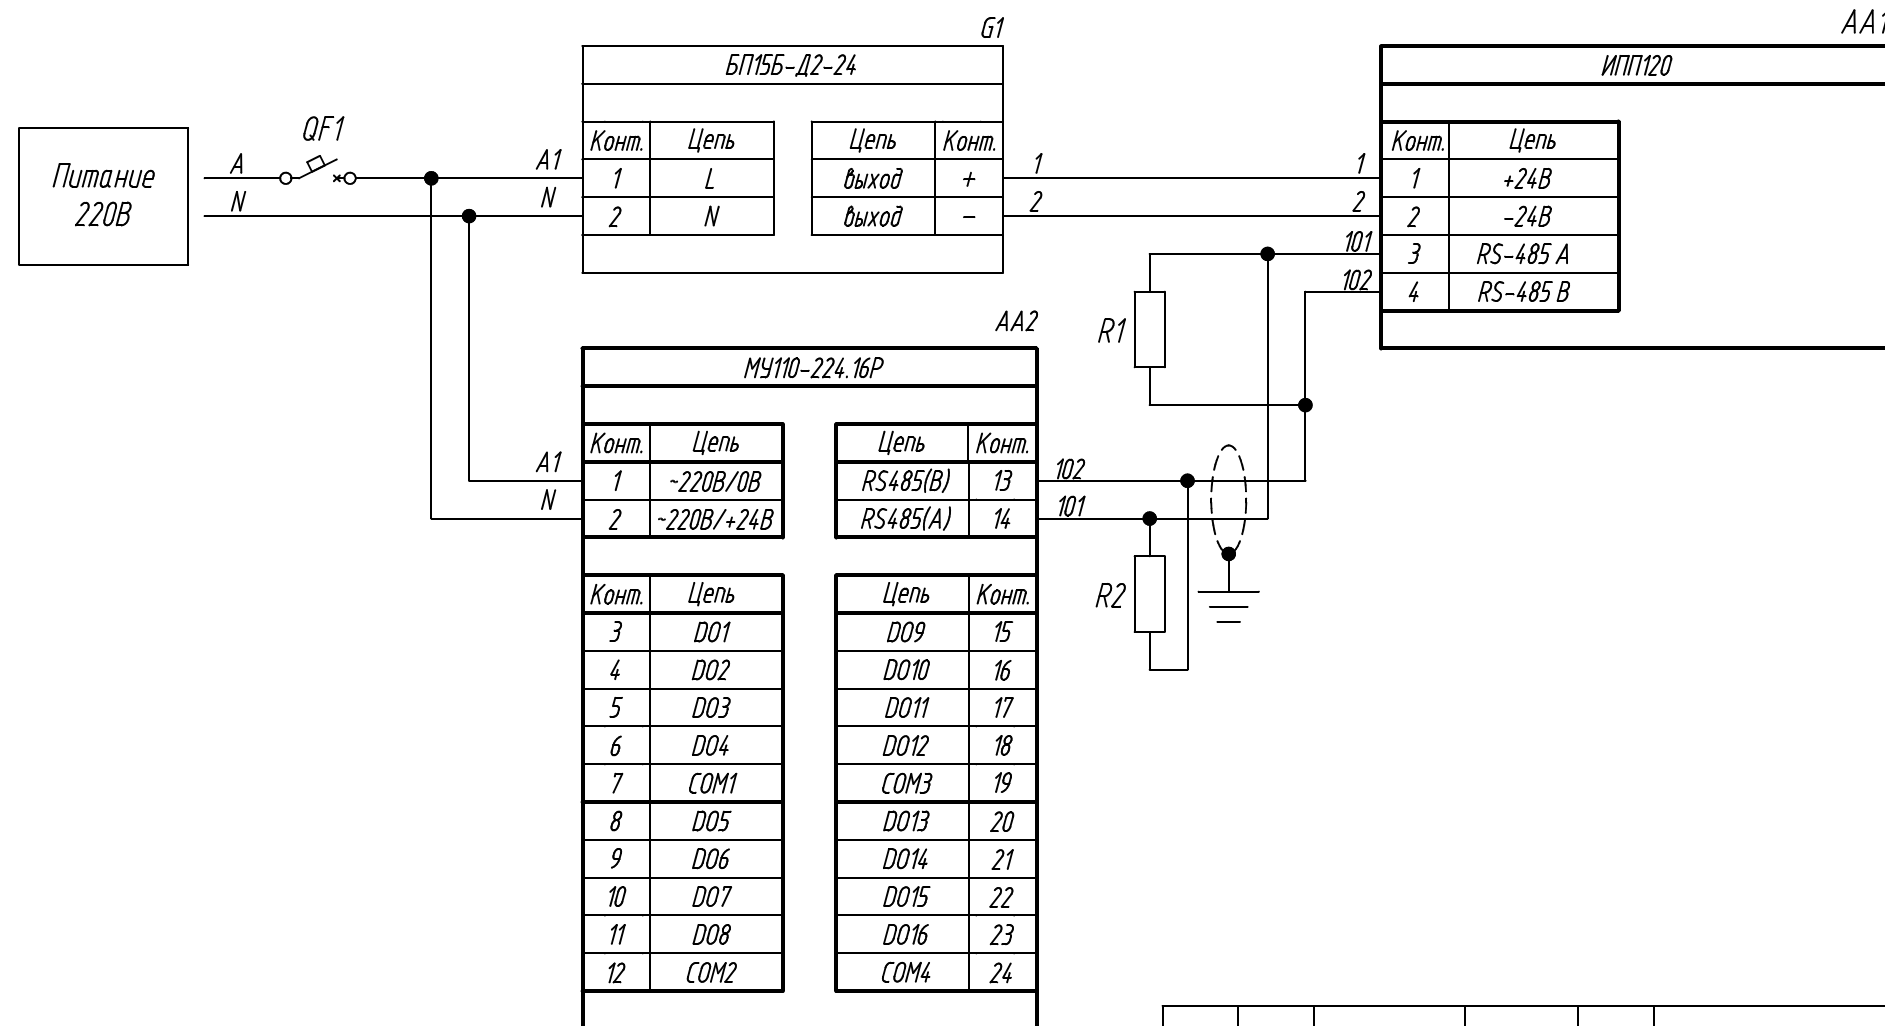 G1
АА1
БП15Б-Д2-24
ИПП120
Питание
220В
QF1
A
N
A1
N
Конт. Цепь
1 L
2 N
Цепь Конт.
выход +
выход -
1
2
1
2
101
102
Конт. Цепь
1 +24В
2 -24В
3 RS-485 A
4 RS-485 B
R1
АА2
МУ110-224.16Р
A1
N
Конт. Цепь
1 ~220В/0В
2 ~220В/+24В
Цепь Конт.
RS485(B) 13
RS485(A) 14
102
101
R2
Конт. Цепь
3 DO1
4 DO2
5 DO3
6 DO4
7 COM1
8 DO5
9 DO6
10 DO7
11 DO8
12 COM2
Цепь Конт.
DO9 15
DO10 16
DO11 17
DO12 18
COM3 19
DO13 20
DO14 21
DO15 22
DO16 23
COM4 24